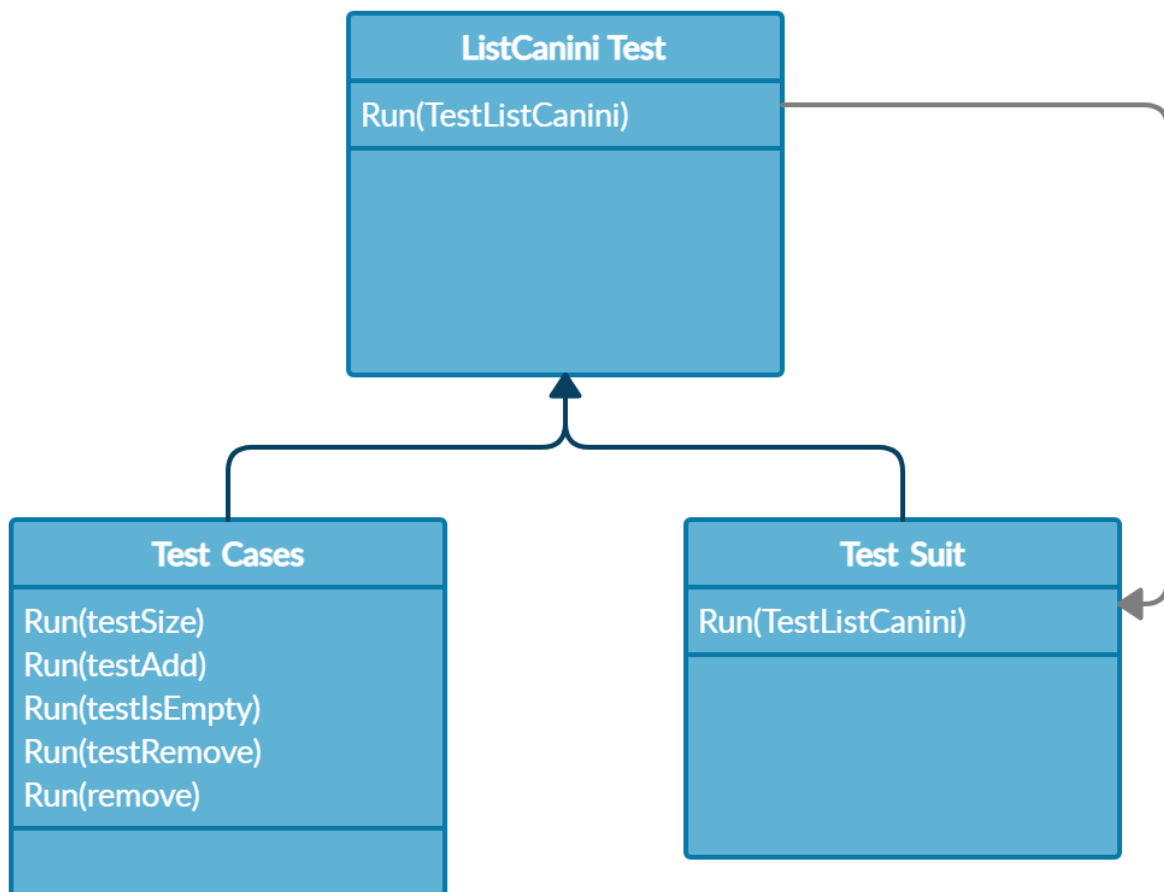 ListCanini Test
Run(TestListCanini)
Test Cases
Run(testSize)
Run(testAdd)
Run(testIsEmpty)
Run(testRemove)
Run(remove)
Test Suit
Run(TestListCanini)